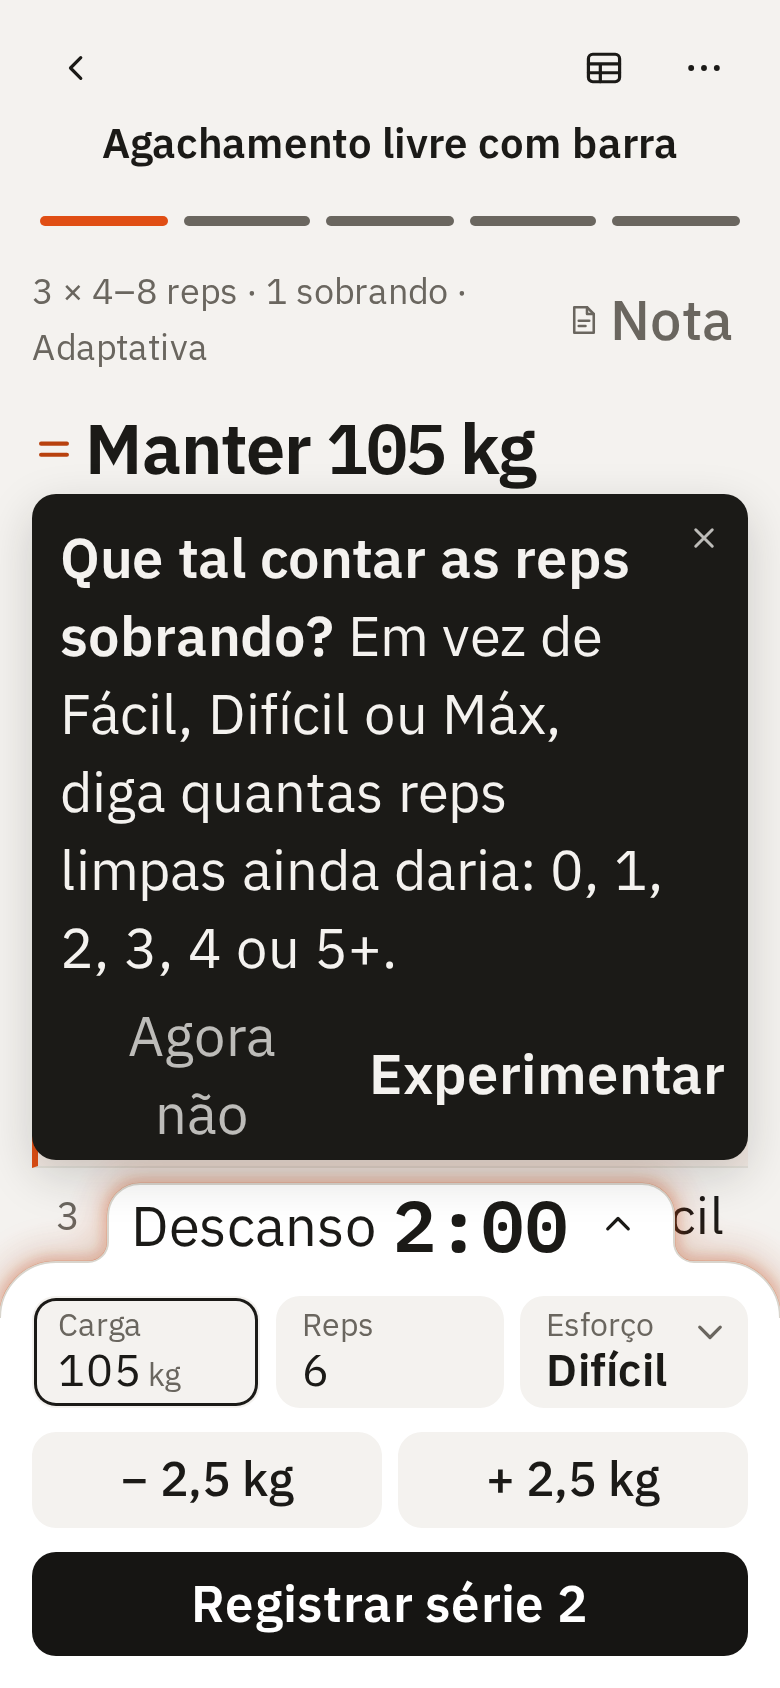 Agachamento livre com barra
3 × 4–8 reps · 1 sobrando ·
Adaptativa
Nota
= Manter 105 kg
Que tal contar as reps
sobrando? Em vez de
Fácil, Difícil ou Máx,
diga quantas reps
limpas ainda daria: 0, 1,
2, 3, 4 ou 5+.
Agora
não
Experimentar
3
cil
Descanso 2:00
Carga
105 kg
Reps
6
Esforço
Difícil
− 2,5 kg
+ 2,5 kg
Registrar série 2